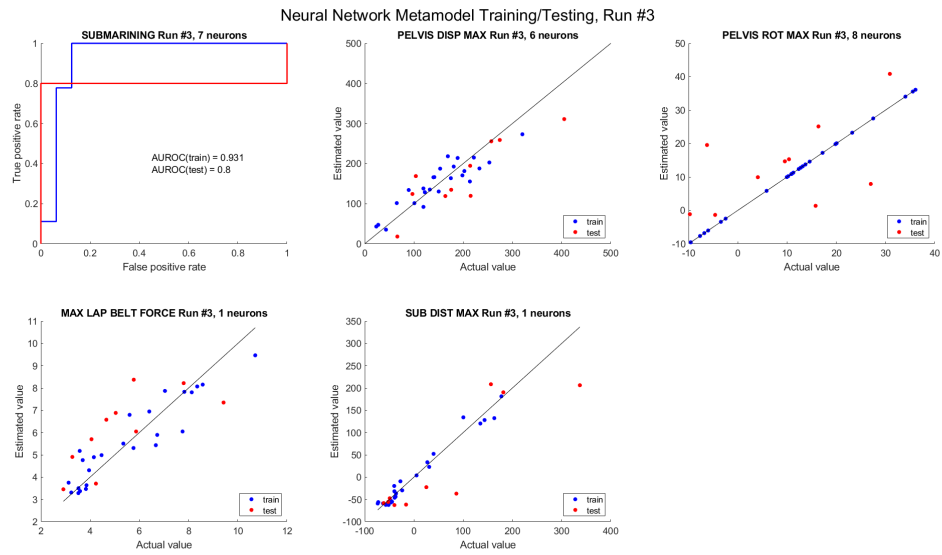 Neural Network Metamodel Training/Testing, Run #3
SUBMARINING Run #3, 7 neurons
True positive rate
1
0.8
0.6
0.4
0.2
0
AUROC(train) = 0.931
AUROC(test) = 0.8
0 0.2 0.4 0.6 0.8 1
False positive rate
PELVIS DISP MAX Run #3, 6 neurons
Estimated value
500
400
300
200
100
0
train
test
0 100 200 300 400 500
Actual value
PELVIS ROT MAX Run #3, 8 neurons
Estimated value
50
40
30
20
10
0
-10
train
test
-10 0 10 20 30 40
Actual value
MAX LAP BELT FORCE Run #3, 1 neurons
Estimated value
11
10
9
8
7
6
5
4
3
2
train
test
2 4 6 8 10 12
Actual value
SUB DIST MAX Run #3, 1 neurons
Estimated value
350
300
250
200
150
100
50
0
-50
-100
train
test
-100 0 100 200 300 400
Actual value